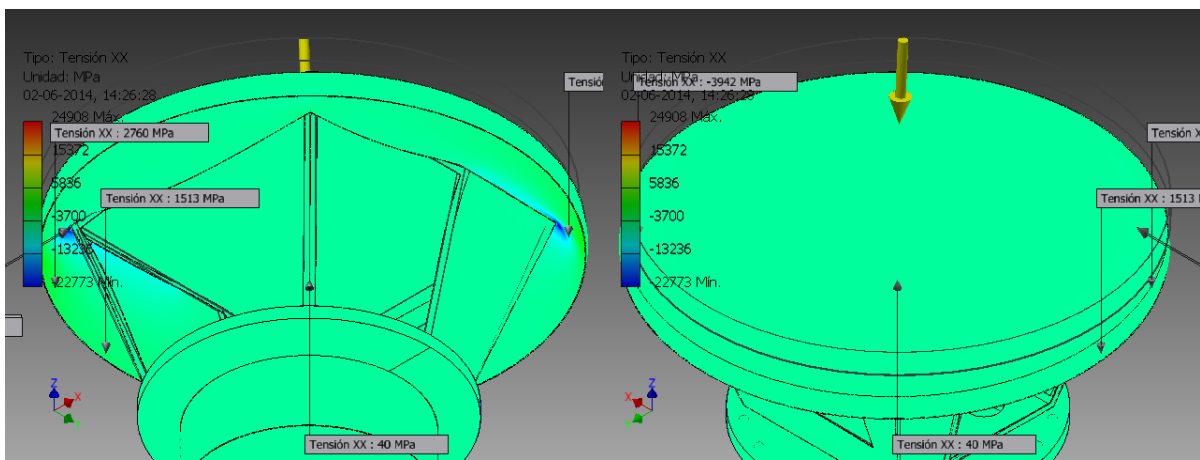 Tipo: Tensión XX
Unidad: MPa
02-06-2014, 14:26:28
24908 Máx.
Tensión XX : 2760 MPa
15372
5836
Tensión XX : 1513 MPa
-3700
-13236
-22773 Mín.
Tensió
Z
X
Y
Tensión XX : 40 MPa
Tipo: Tensión XX
Unidad: MPa
Tensión XX : -3942 MPa
02-06-2014, 14:26:28
24908 Máx.
Tensión X
15372
5836
Tensión XX : 1513
-3700
-13236
-22773 Mín.
Z
X
Y
Tensión XX : 40 MPa